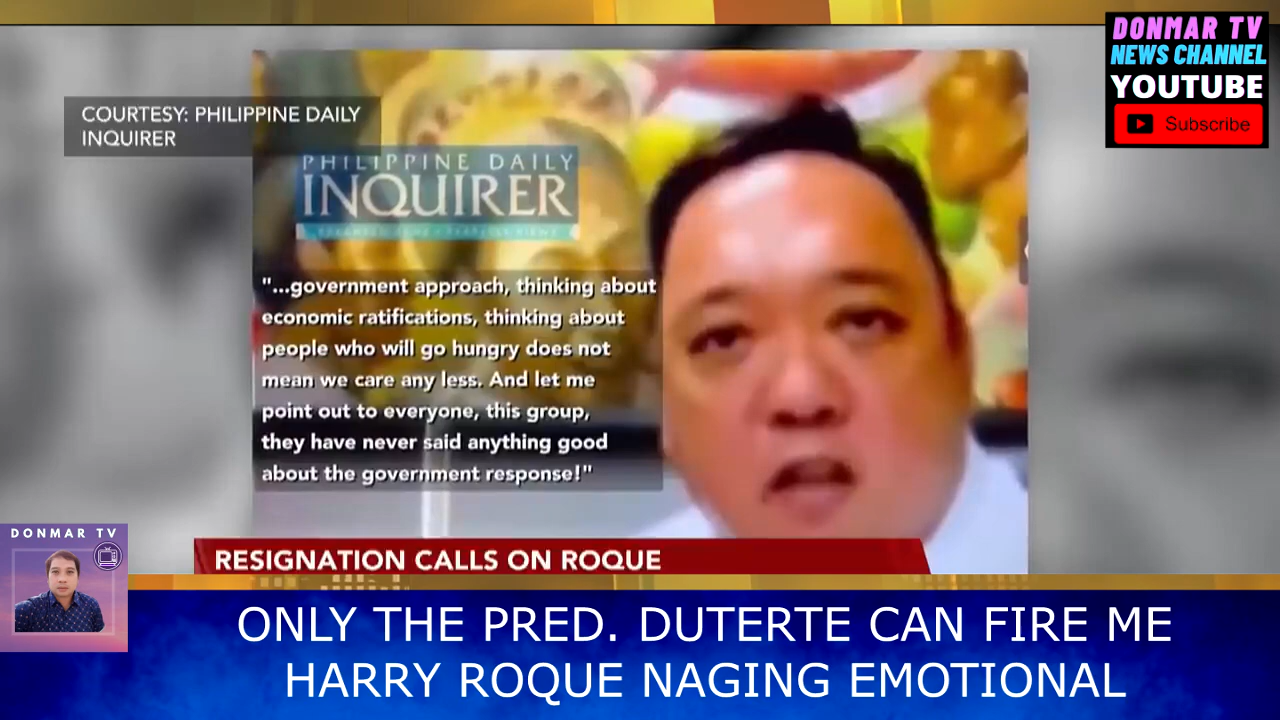 DONMAR TV
NEWS CHANNEL
YOUTUBE
Subscribe
COURTESY: PHILIPPINE DAILY
INQUIRER
PHILIPPINE DAILY
INQUIRER
"...government approach, thinking about
economic ratifications, thinking about
people who will go hungry does not
mean we care any less. And let me
point out to everyone, this group,
they have never said anything good
about the government response!"
DONMAR TV
RESIGNATION CALLS ON ROQUE
ONLY THE PRED. DUTERTE CAN FIRE ME
HARRY ROQUE NAGING EMOTIONAL